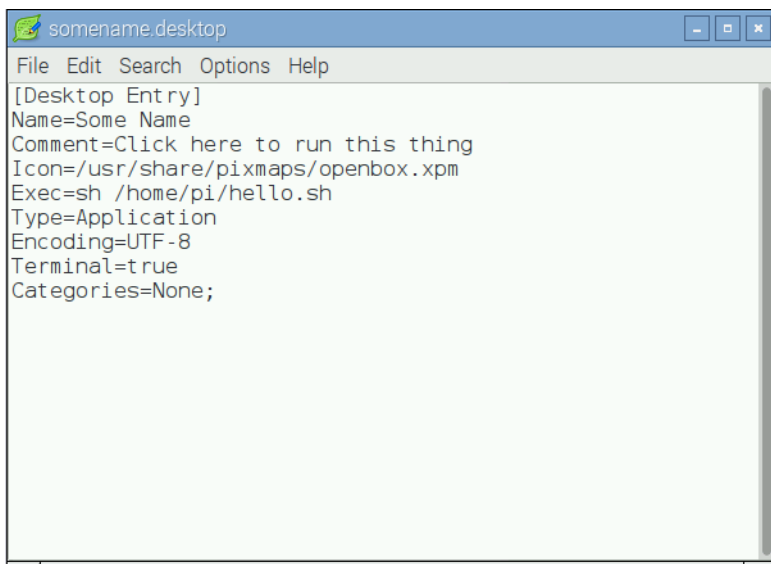 somename.desktop
File Edit Search Options Help
[Desktop Entry]
Name=Some Name
Comment=Click here to run this thing
Icon=/usr/share/pixmaps/openbox.xpm
Exec=sh /home/pi/hello.sh
Type=Application
Encoding=UTF-8
Terminal=true
Categories=None;